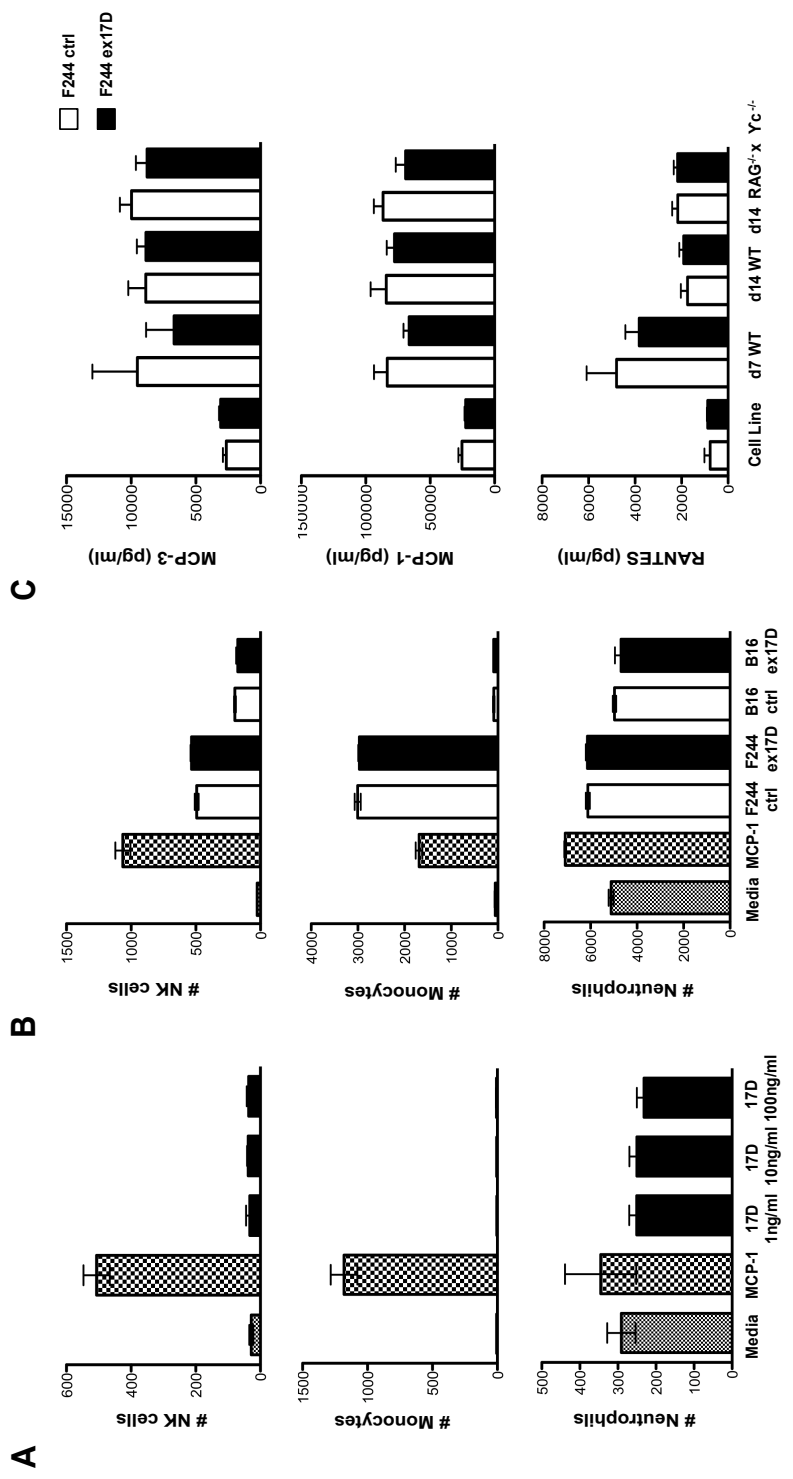 A
# NK cells
600
400
200
0
# Monocytes
1500
1000
500
0
# Neutrophils
500
400
300
200
100
0
Media MCP-1 17D 17D 17D
1ng/ml 10ng/ml 100ng/ml
B
# NK cells
1500
1000
500
0
# Monocytes
4000
3000
2000
1000
0
# Neutrophils
8000
6000
4000
2000
0
Media MCP-1 F244 F244 B16 B16
ctrl ex17D ctrl ex17D
C
F244 ctrl
F244 ex17D
MCP-3 (pg/ml)
15000
10000
5000
0
MCP-1 (pg/ml)
150000
100000
50000
0
RANTES (pg/ml)
8000
6000
4000
2000
0
Cell Line d7 WT d14 WT d14 RAG-/- x ϒc-/-